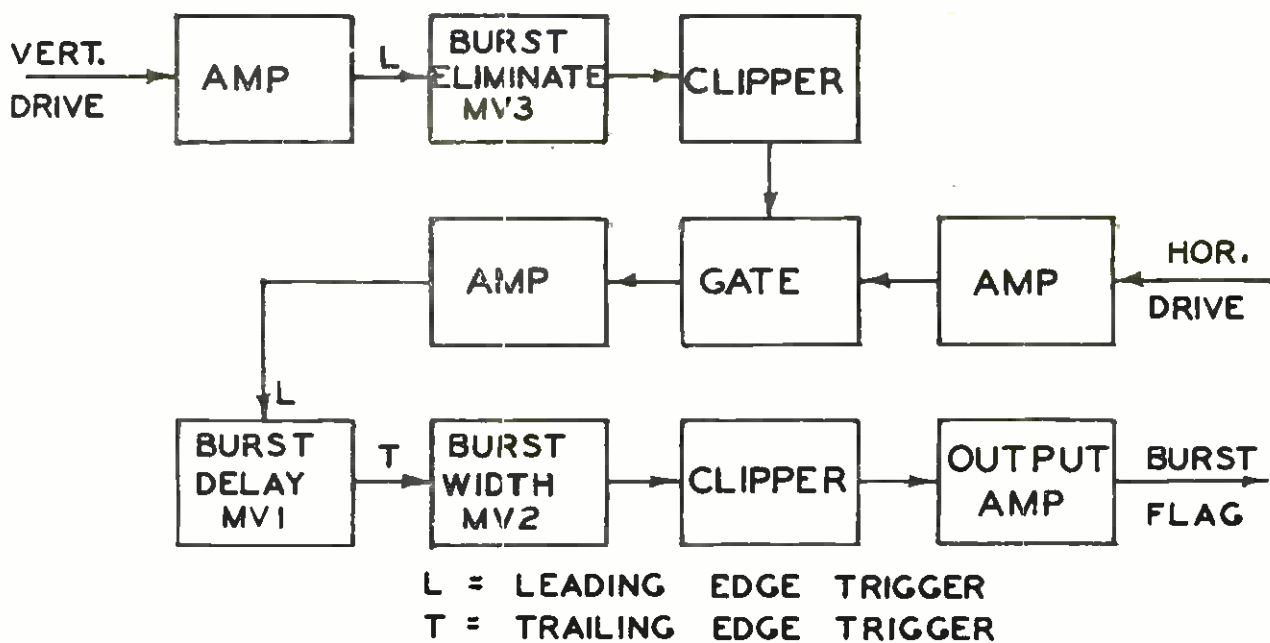 VERT.
DRIVE
AMP
L
BURST
ELIMINATE
MV3
CLIPPER
AMP
GATE
AMP
HOR.
DRIVE
L
BURST
DELAY
MV1
T
BURST
WIDTH
MV2
CLIPPER
OUTPUT
AMP
BURST
FLAG
L = LEADING EDGE TRIGGER
T = TRAILING EDGE TRIGGER